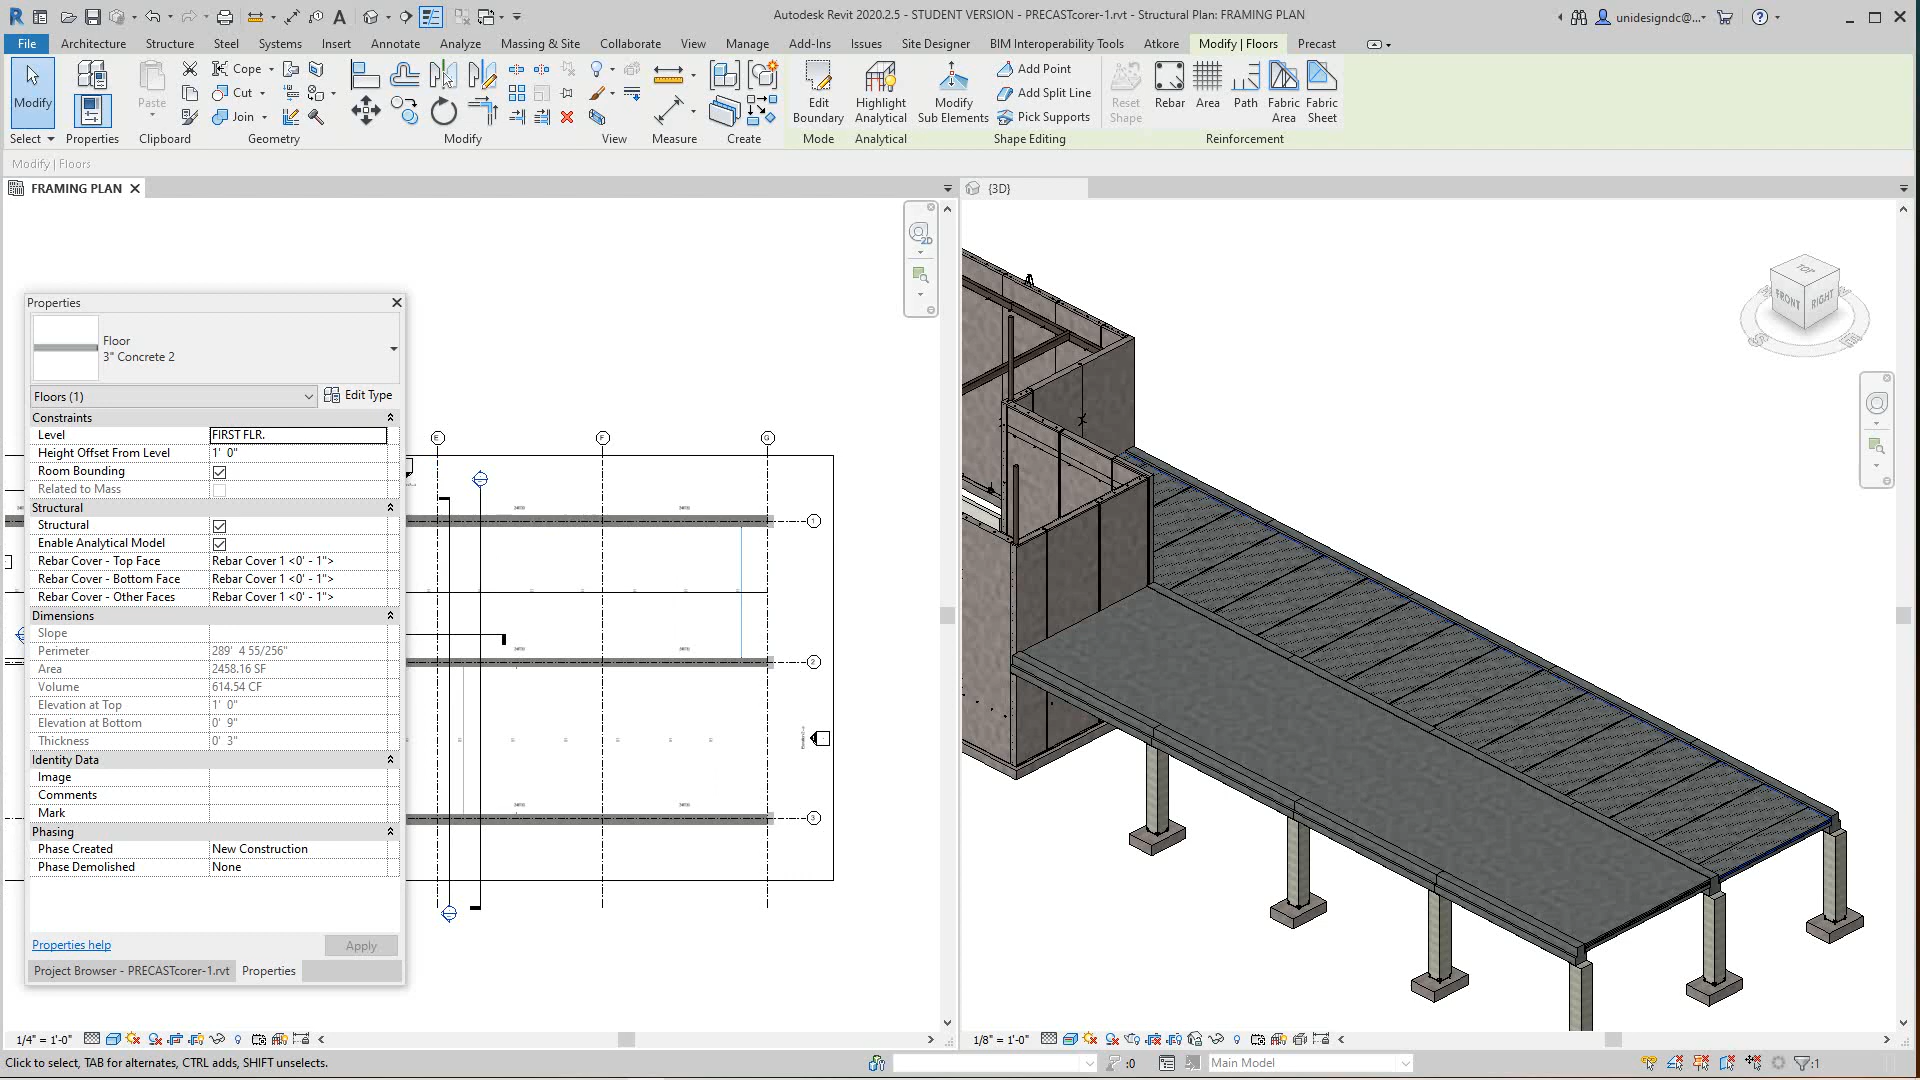 Autodesk Revit 2020.2.5 - STUDENT VERSION - PRECASTcorer-1.rvt - Structural Plan: FRAMING PLAN
unidesigndc@...
File Architecture Structure Steel Systems Insert Annotate Analyze Massing & Site Collaborate View Manage Add-Ins Issues Site Designer BIM Interoperability Tools Atkore Modify | Floors Precast
Modify
Select
Properties
Paste
Clipboard
Cope
Cut
Join
Geometry
Modify
View
Measure
Create
Edit Boundary
Mode
Highlight Analytical
Analytical
Modify Sub Elements
Add Point
Add Split Line
Pick Supports
Reset Shape
Shape Editing
Rebar
Area
Path
Fabric Area
Fabric Sheet
Reinforcement
Modify | Floors
FRAMING PLAN
{3D}
2D
Properties
Floor
3" Concrete 2
Floors (1)
Edit Type
Constraints
Level FIRST FLR.
Height Offset From Level 1' 0"
Room Bounding
Related to Mass
Structural
Structural
Enable Analytical Model
Rebar Cover - Top Face Rebar Cover 1 <0' - 1">
Rebar Cover - Bottom Face Rebar Cover 1 <0' - 1">
Rebar Cover - Other Faces Rebar Cover 1 <0' - 1">
Dimensions
Slope
Perimeter 289' 4 55/256"
Area 2458.16 SF
Volume 614.54 CF
Elevation at Top 1' 0"
Elevation at Bottom 0' 9"
Thickness 0' 3"
Identity Data
Image
Comments
Mark
Phasing
Phase Created New Construction
Phase Demolished None
Properties help
Apply
Project Browser - PRECASTcorer-1.rvt
Properties
E
F
G
1
2
3
TOP
FRONT
RIGHT
1/4" = 1'-0"
1/8" = 1'-0"
Click to select, TAB for alternates, CTRL adds, SHIFT unselects.
:0
Main Model
:1